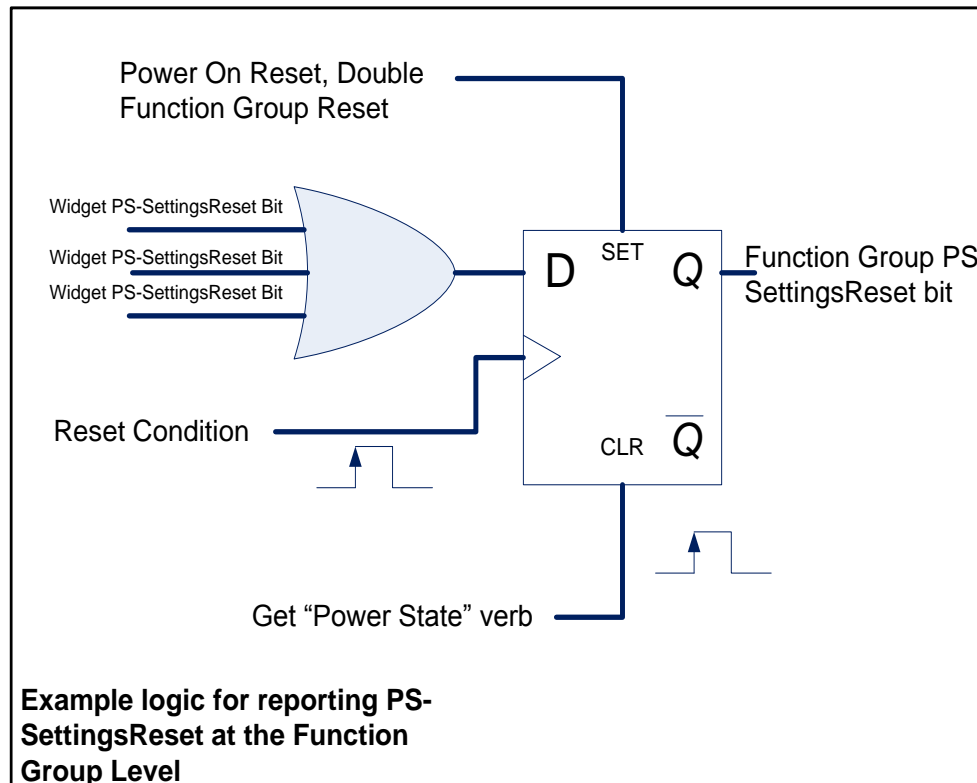 Power On Reset, Double
Function Group Reset
Widget PS-SettingsReset Bit
Widget PS-SettingsReset Bit
Widget PS-SettingsReset Bit
D
SET
Q
Function Group PS
SettingsReset bit
Reset Condition
CLR
Q
Get “Power State” verb
Example logic for reporting PS-
SettingsReset at the Function
Group Level